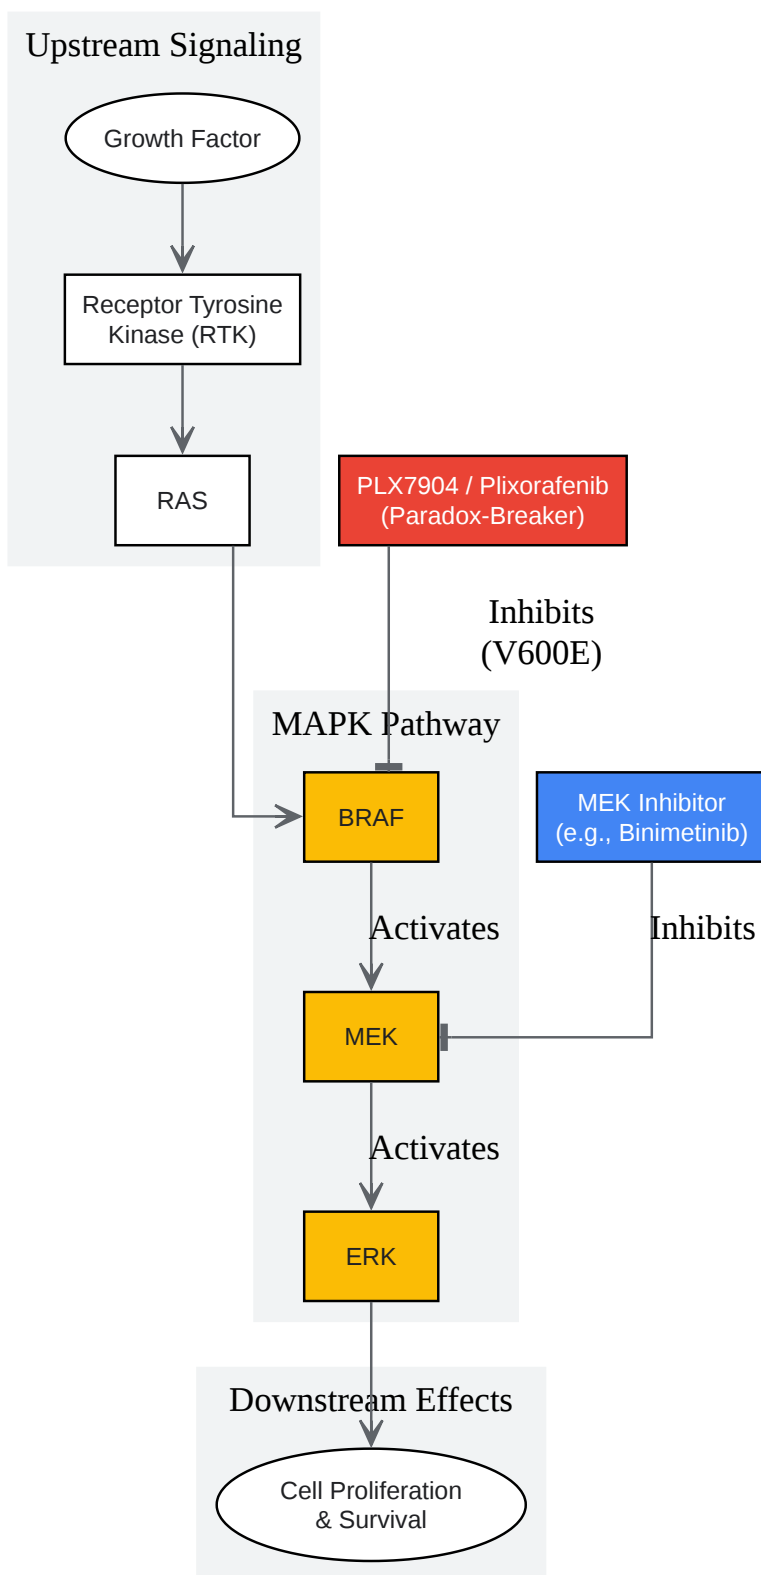 Upstream Signaling
Growth Factor
Receptor Tyrosine
Kinase (RTK)
RAS
PLX7904 / Plixorafenib
(Paradox-Breaker)
Inhibits
(V600E)
MAPK Pathway
BRAF
MEK Inhibitor
(e.g., Binimetinib)
Activates
Inhibits
MEK
Activates
ERK
Downstream Effects
Cell Proliferation
& Survival